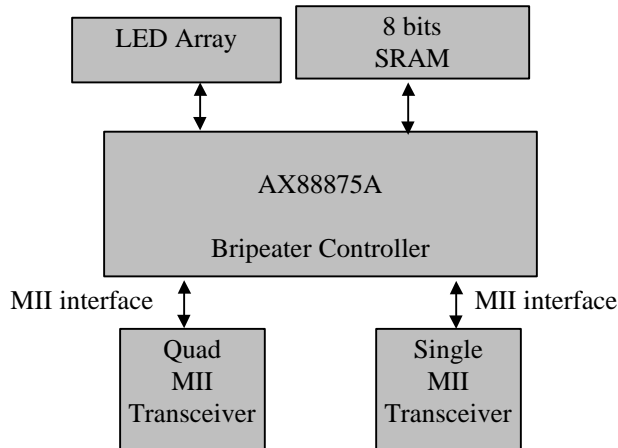 LED Array
8 bits
SRAM
AX88875A
Bripeater Controller
MII interface
MII interface
Quad
MII
Transceiver
Single
MII
Transceiver